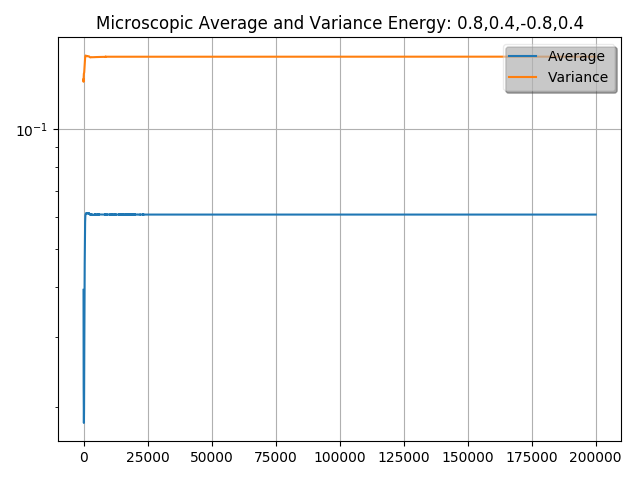 Microscopic Average and Variance Energy: 0.8,0.4,-0.8,0.4
Average
Variance
10⁻¹
0 25000 50000 75000 100000 125000 150000 175000 200000